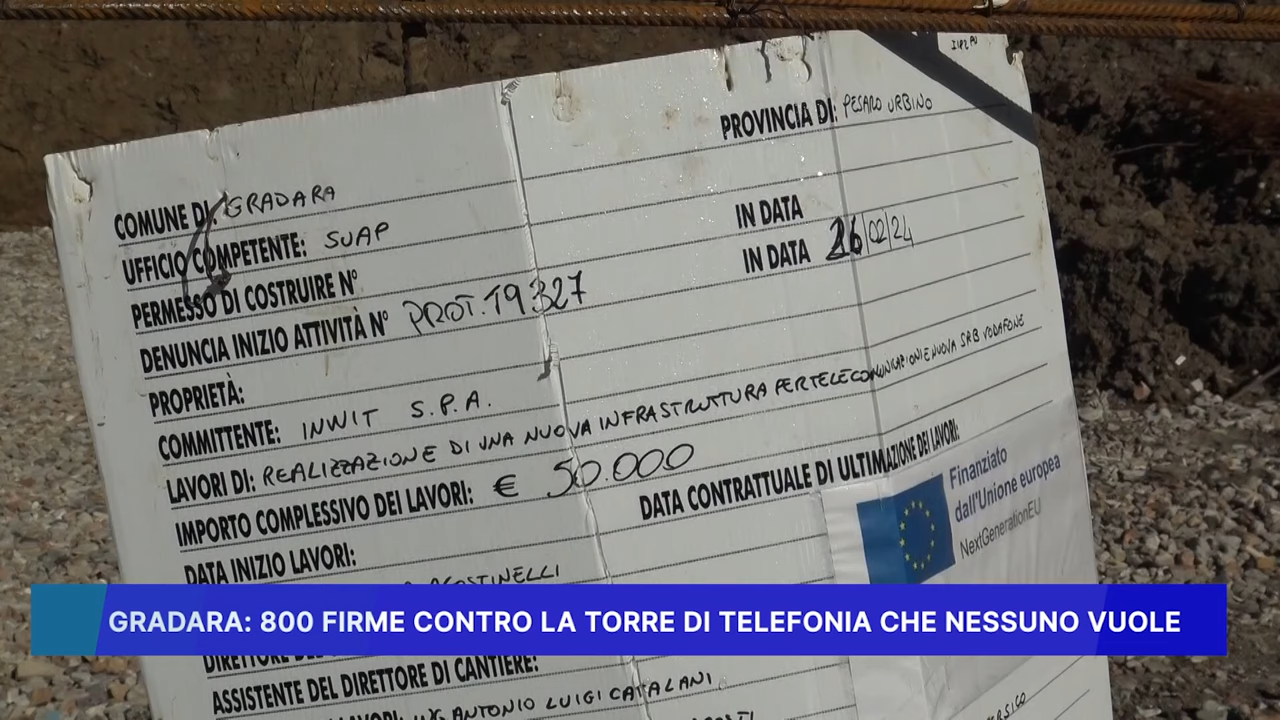 PROVINCIA DI: PESARO URBINO
COMUNE DI: GRADARA
UFFICIO COMPETENTE: SUAP
IN DATA
PERMESSO DI COSTRUIRE N°
IN DATA 26/02/24
DENUNCIA INIZIO ATTIVITÀ N° PROT. 19327
PROPRIETÀ:
COMMITTENTE: INWIT S.P.A.
LAVORI DI: REALIZZAZIONE DI UNA NUOVA INFRASTRUTTURA PER TELECOMUNICAZIONI E NUOVA SRB VODAFONE
IMPORTO COMPLESSIVO DEI LAVORI: € 50.000
DATA INIZIO LAVORI:
DATA CONTRATTUALE DI ULTIMAZIONE DEI LAVORI:
Finanziato
dall'Unione europea
NextGenerationEU
AGOSTINELLI
GRADARA: 800 FIRME CONTRO LA TORRE DI TELEFONIA CHE NESSUNO VUOLE
ASSISTENTE DEL DIRETTORE DI CANTIERE:
ING. ANTONIO LUIGI CATALANI